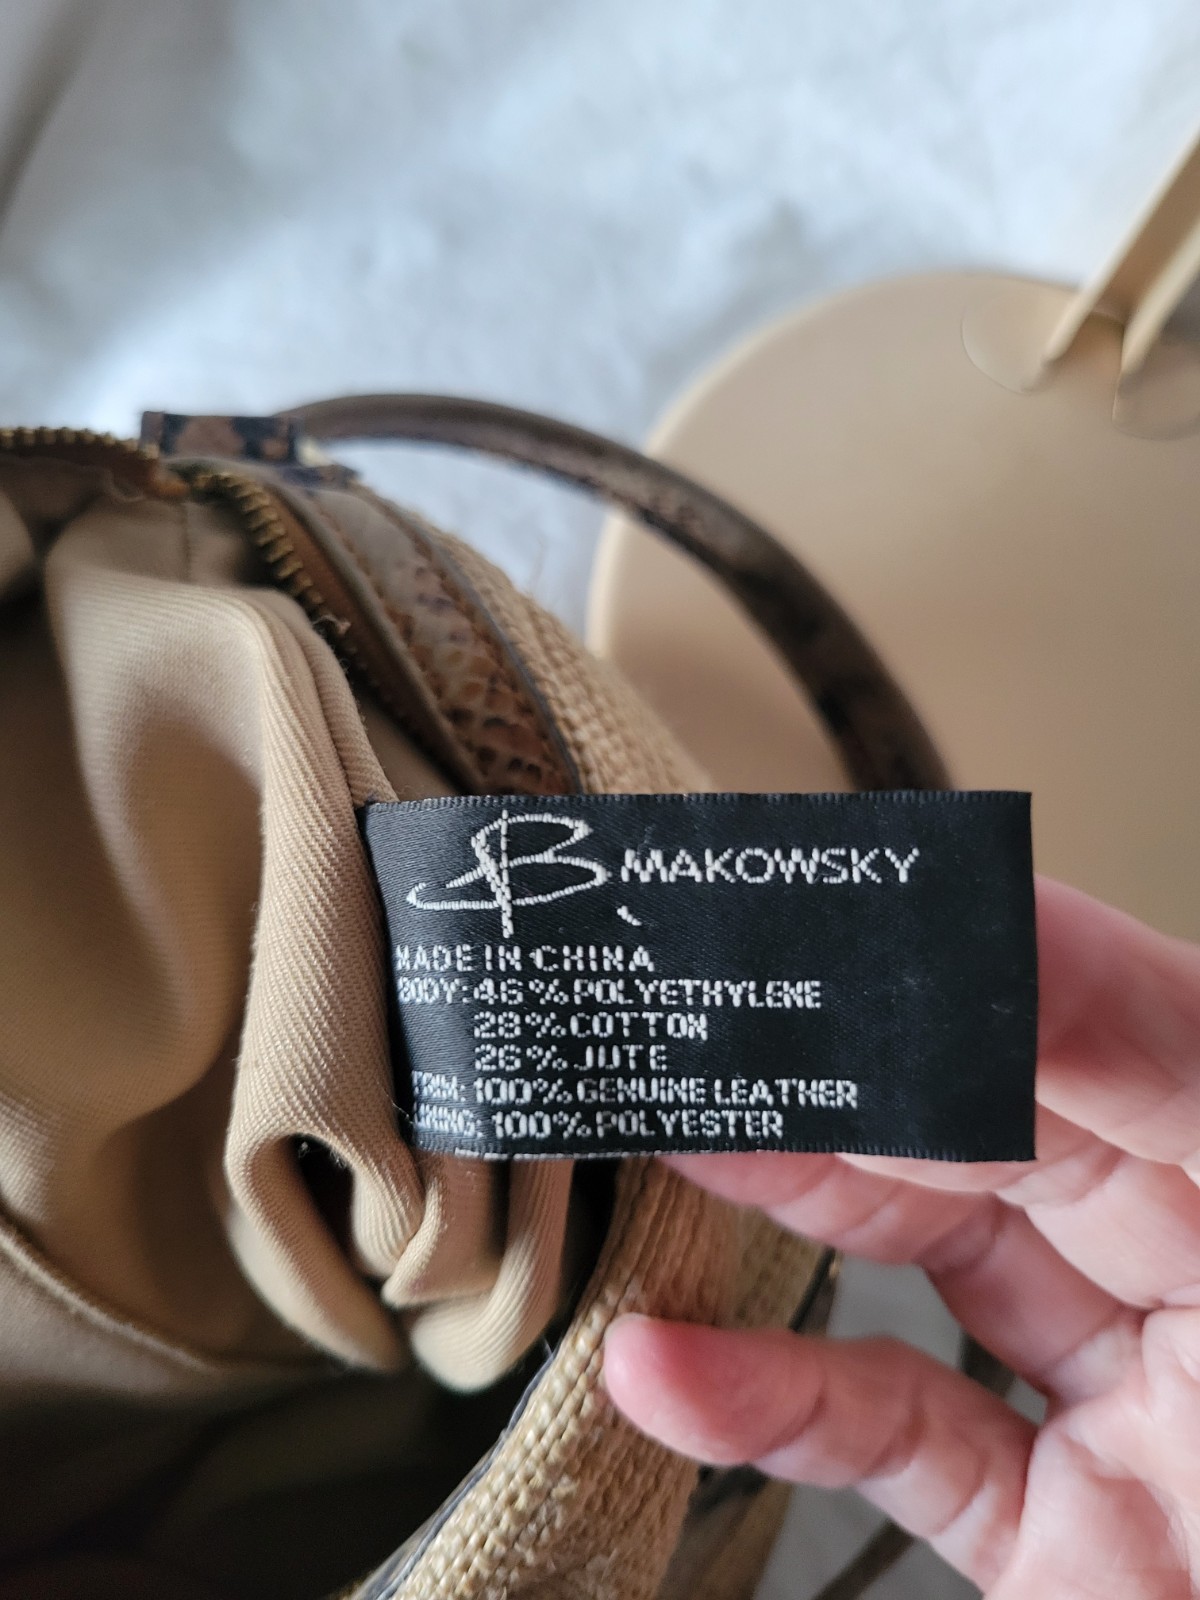 B. MAKOWSKY
MADE IN CHINA
BODY: 46% POLYETHYLENE
28% COTTON
26% JUTE
TRIM: 100% GENUINE LEATHER
LINING: 100% POLYESTER